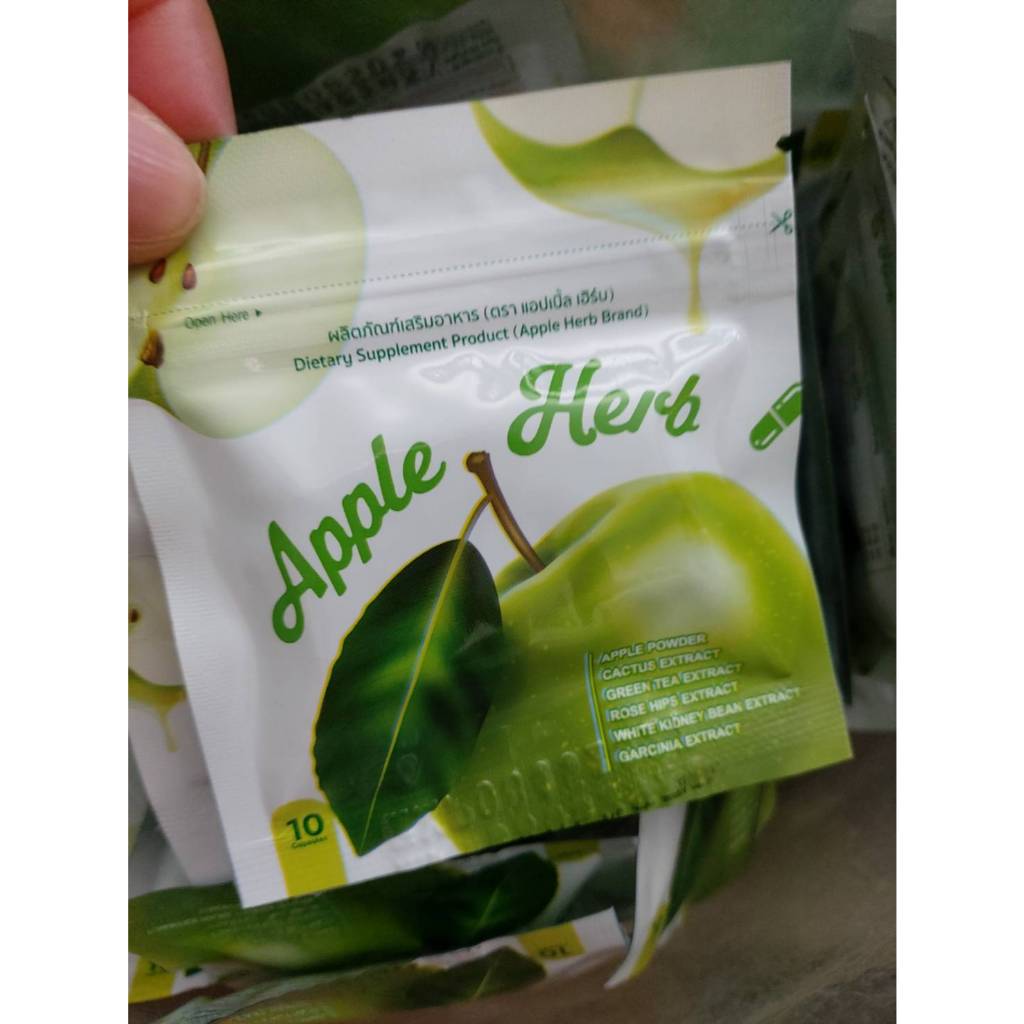 Open Here
ผลิตภัณฑ์เสริมอาหาร (ตรา แอปเปิ้ล เฮิร์บ)
Dietary Supplement Product (Apple Herb Brand)
Apple Herb
APPLE POWDER
CACTUS EXTRACT
GREEN TEA EXTRACT
ROSE HIPS EXTRACT
WHITE KIDNEY BEAN EXTRACT
GARCINIA EXTRACT
10
Capsules